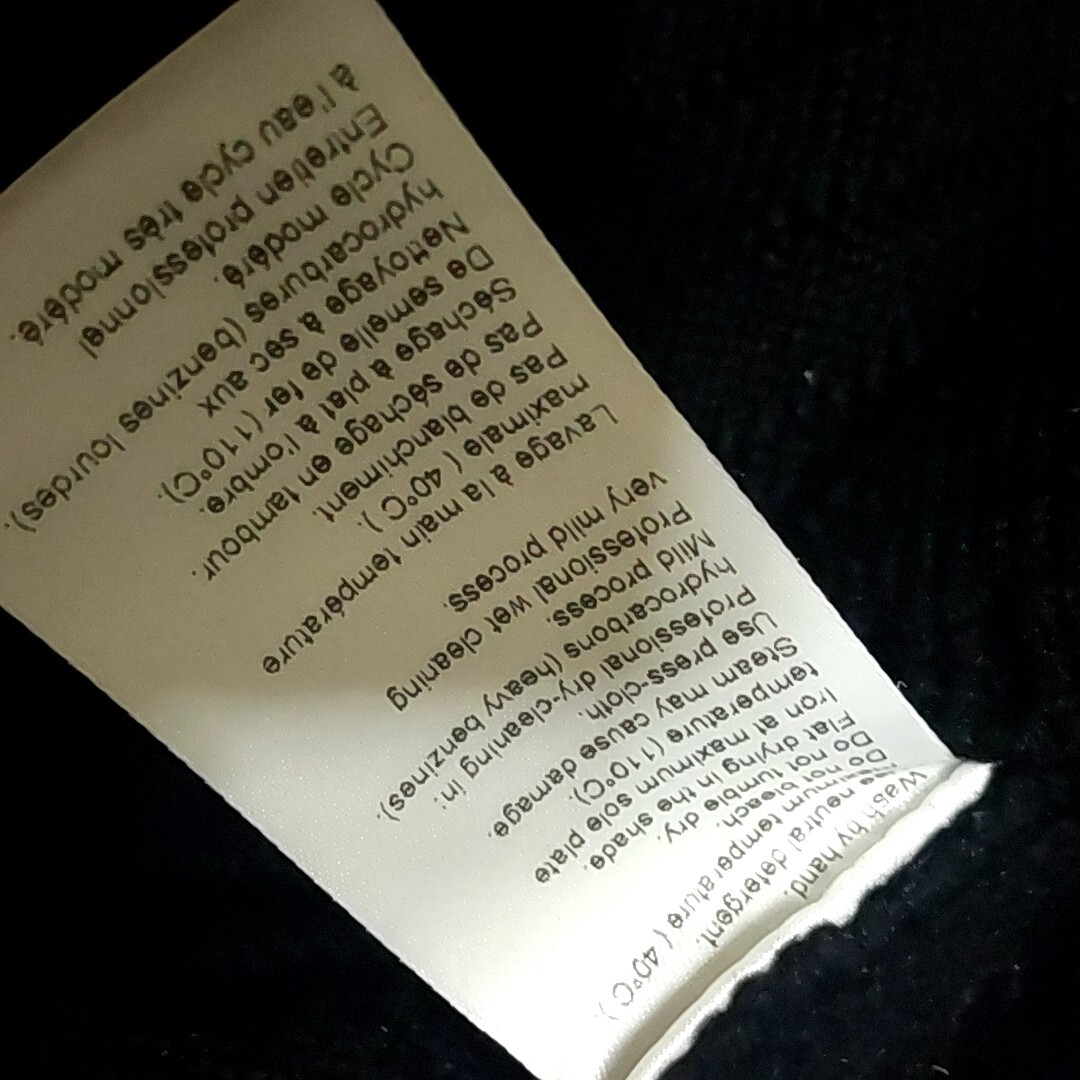 Wash by hand.
Use neutral detergent.
Maximum temperature ( 40°C ).
Do not bleach.
Do not tumble dry.
Flat drying in the shade.
Iron at maximum sole plate
temperature (110°C).
Steam may cause damage.
Use press-cloth.
Professional dry-cleaning in:
hydrocarbons (heavy benzines).
Mild process.
Professional wet cleaning
very mild process.
Lavage à la main température
maximale ( 40°C ).
Pas de blanchiment.
Pas de séchage en tambour.
Séchage à plat à l'ombre.
De semelle de fer (110°C).
Nettoyage à sec aux
hydrocarbures (benzines lourdes).
Cycle modéré.
Entretien professionnel
à l'eau cycle très modéré.